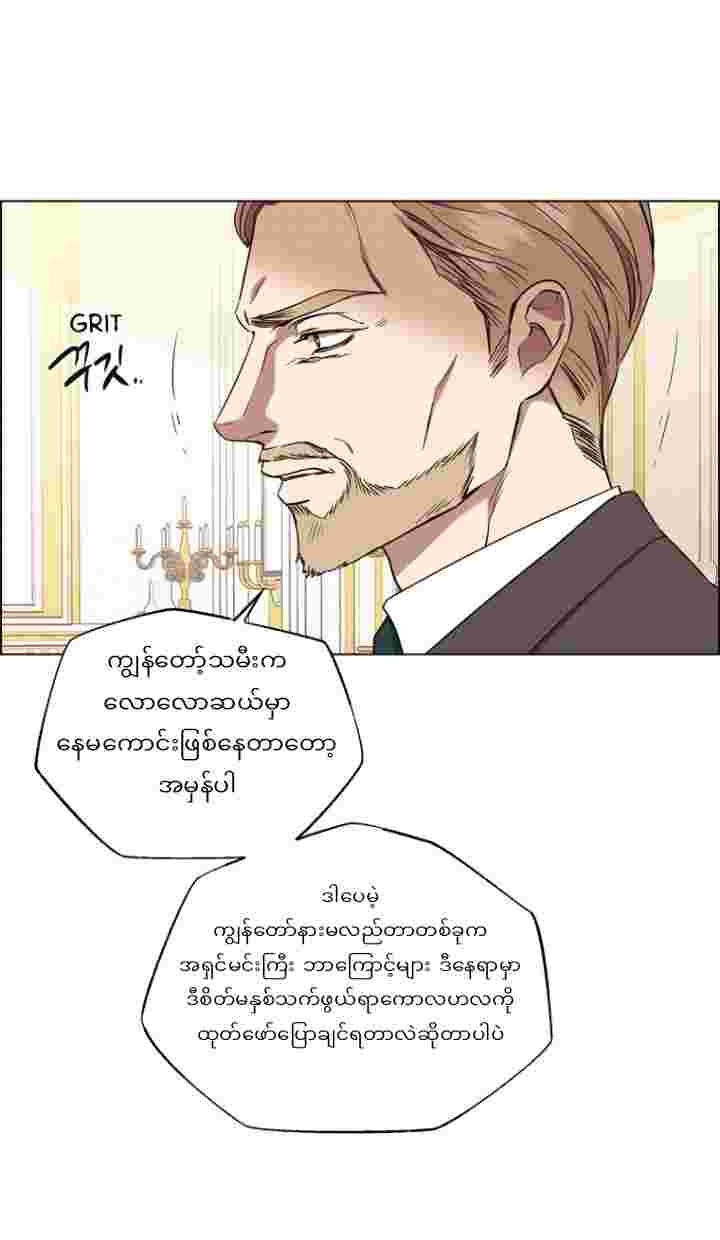 GRIT
꾸깃..
ကျွန်တော့်သမီးက
လောလောဆယ်မှာ
နေမကောင်းဖြစ်နေတာတော့
အမှန်ပါ
ဒါပေမဲ့
ကျွန်တော်နားမလည်တာတစ်ခုက
အရှင်မင်းကြီး ဘာကြောင့်များ ဒီနေရာမှာ
ဒီစိတ်မနှစ်သက်ဖွယ်ရာကောလဟလကို
ထုတ်ဖော်ပြောချင်ရတာလဲဆိုတာပါပဲ